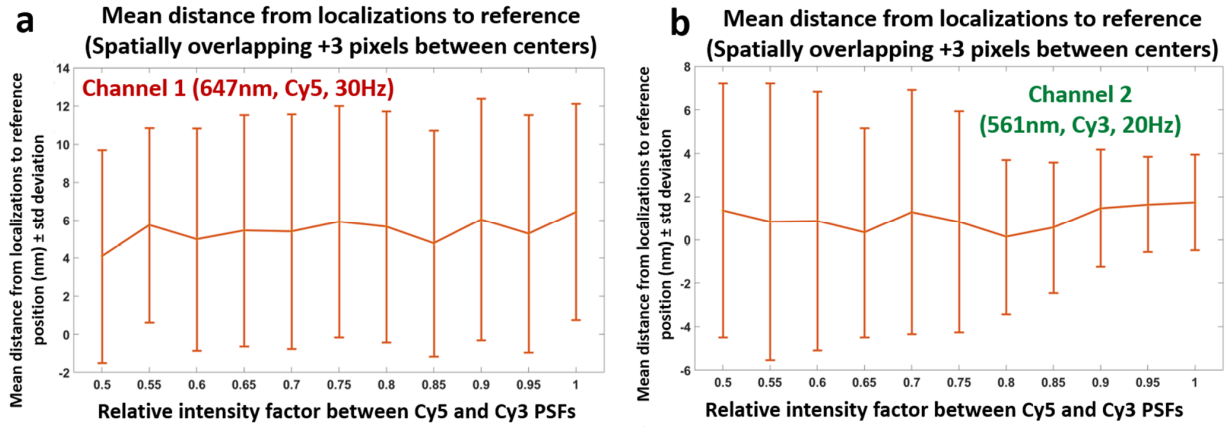 a
Mean distance from localizations to reference
(Spatially overlapping +3 pixels between centers)
Channel 1 (647nm, Cy5, 30Hz)
Mean distance from localizations to reference
position (nm) ± std deviation
14
12
10
8
6
4
2
0
-2
0.5 0.55 0.6 0.65 0.7 0.75 0.8 0.85 0.9 0.95 1
Relative intensity factor between Cy5 and Cy3 PSFs
b
Mean distance from localizations to reference
(Spatially overlapping +3 pixels between centers)
Channel 2
(561nm, Cy3, 20Hz)
Mean distance from localizations to reference
position (nm) ± std deviation
8
6
4
2
0
-2
-4
-6
0.5 0.55 0.6 0.65 0.7 0.75 0.8 0.85 0.9 0.95 1
Relative intensity factor between Cy5 and Cy3 PSFs